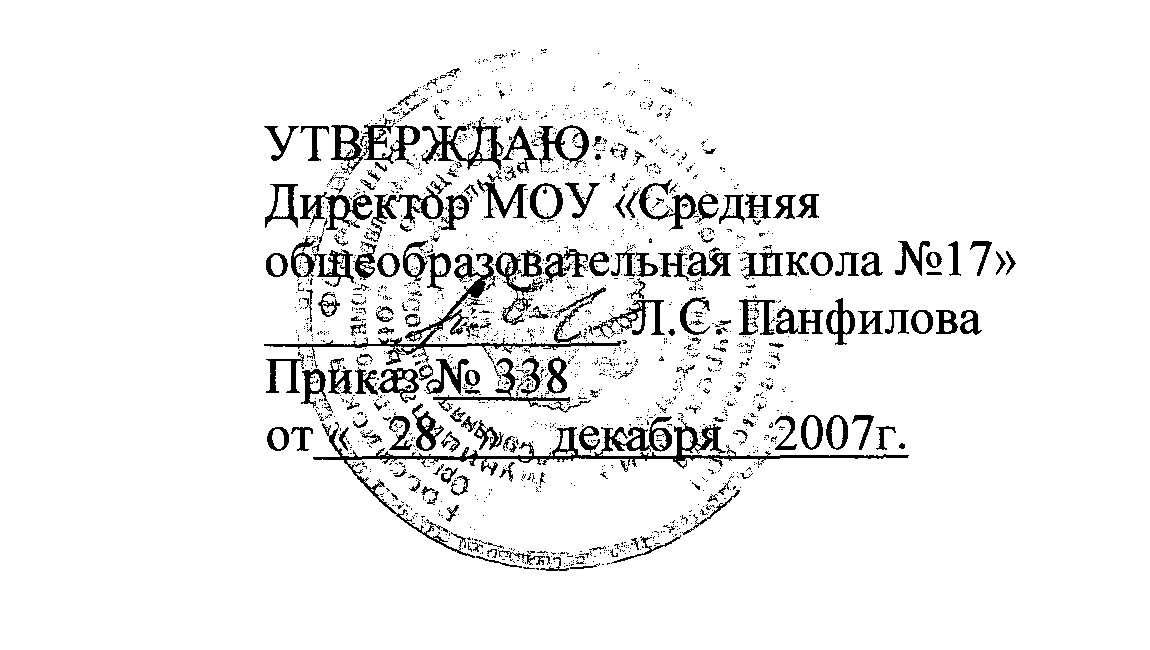 УТВЕРЖДАЮ:
Директор МОУ «Средняя
общеобразовательная школа №17»
Л.С. Панфилова
Приказ № 338
от « 28 » декабря 2007г.